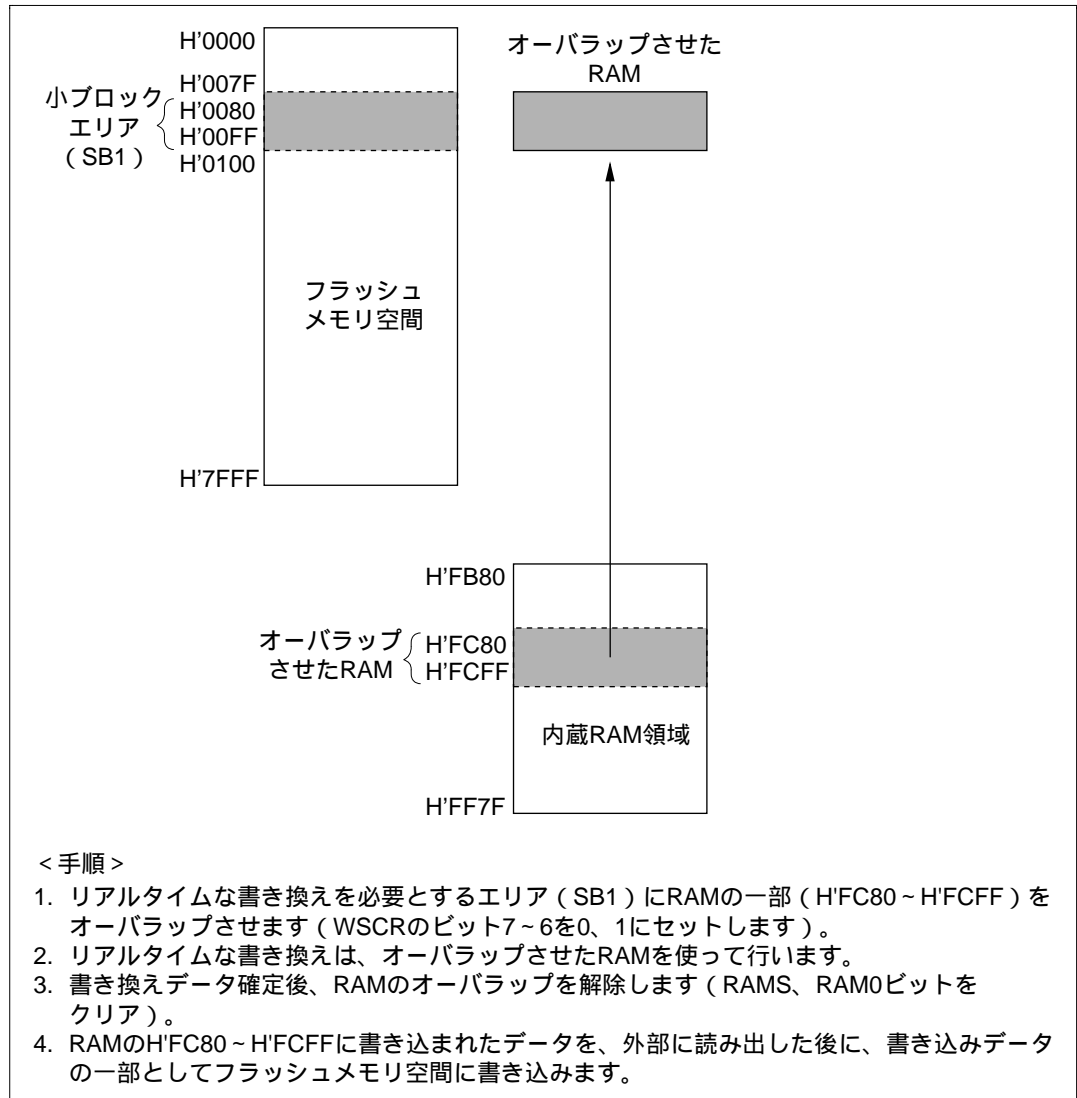 H'0000
H'007F
H'0080
H'00FF
H'0100
小ブロック
エリア
（SB1）
オーバラップさせた
RAM
フラッシュ
メモリ空間
H'7FFF
H'FB80
オーバラップ
させたRAM
H'FC80
H'FCFF
内蔵RAM領域
H'FF7F
＜手順＞
1. リアルタイムな書き換えを必要とするエリア（SB1）にRAMの一部（H'FC80～H'FCFF）を
オーバラップさせます（WSCRのビット7～6を0、1にセットします）。
2. リアルタイムな書き換えは、オーバラップさせたRAMを使って行います。
3. 書き換えデータ確定後、RAMのオーバラップを解除します（RAMS、RAM0ビットを
クリア）。
4. RAMのH'FC80～H'FCFFに書き込まれたデータを、外部に読み出した後に、書き込みデータ
の一部としてフラッシュメモリ空間に書き込みます。